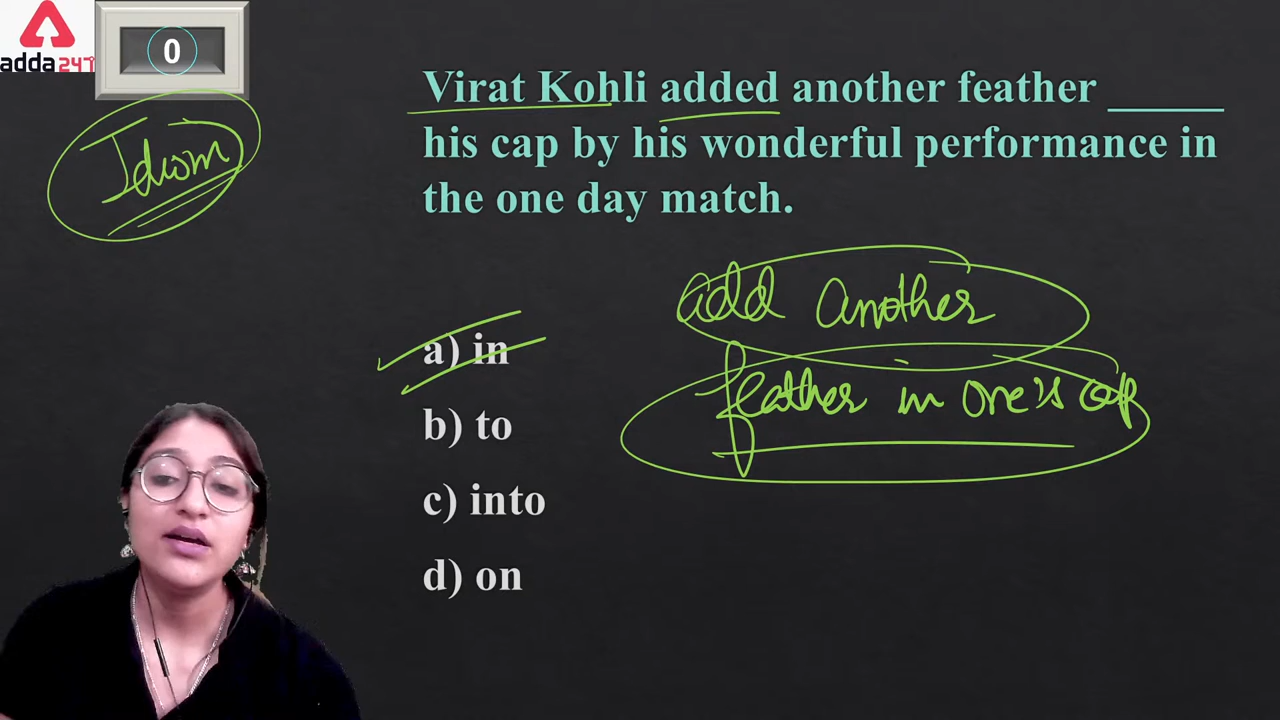 adda247
0
Idiom
Virat Kohli added another feather _____
his cap by his wonderful performance in
the one day match.
add another
feather in one's cap
a) in
b) to
c) into
d) on